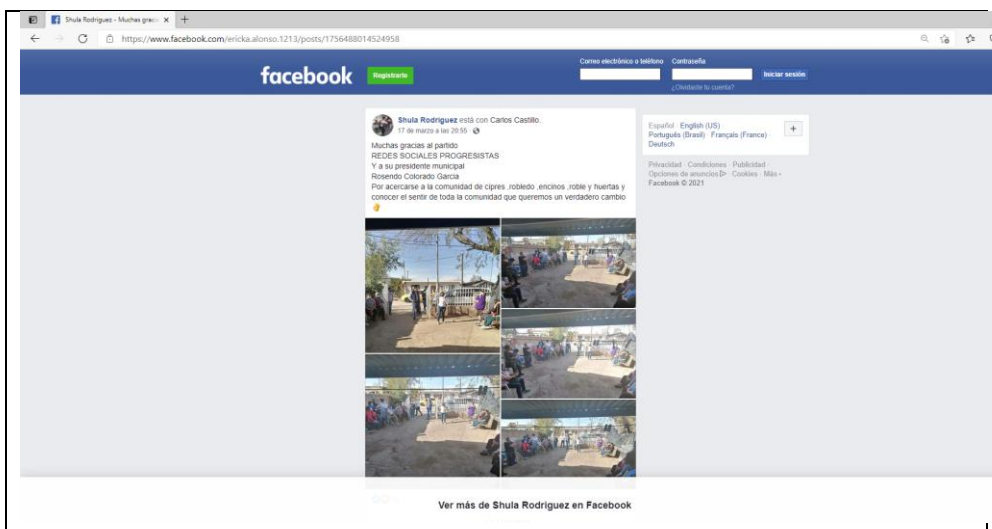 Shula Rodriguez - Muchas graci
https://www.facebook.com/ericka.alonso.1213/posts/1756488014524958
facebook
Registrarte
Correo electrónico o teléfono
Contraseña
Iniciar sesión
¿Olvidaste tu cuenta?
Shula Rodriguez está con Carlos Castillo.
17 de marzo a las 20:55
Muchas gracias al partido
REDES SOCIALES PROGRESISTAS
Y a su presidente municipal
Rosendo Colorado Garcia
Por acercarse a la comunidad de cipres ,robledo ,encinos ,roble y huertas y
conocer el sentir de toda la comunidad que queremos un verdadero cambio
Español · English (US) ·
Português (Brasil) · Français (France) ·
Deutsch
Privacidad · Condiciones · Publicidad ·
Opciones de anuncios · Cookies · Más
Facebook © 2021
Ver más de Shula Rodriguez en Facebook